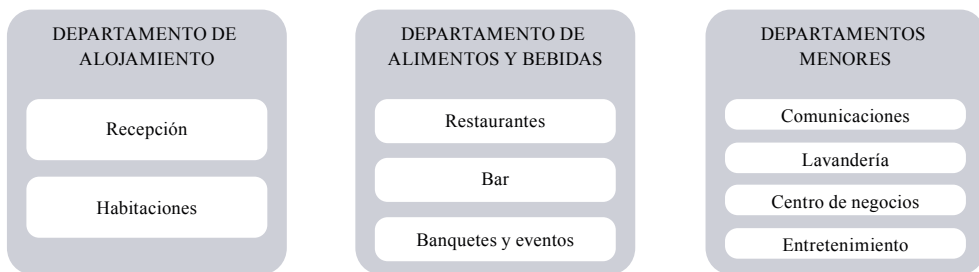 DEPARTAMENTO DE
ALOJAMIENTO
Recepción
Habitaciones
DEPARTAMENTO DE
ALIMENTOS Y BEBIDAS
Restaurantes
Bar
Banquetes y eventos
DEPARTAMENTOS
MENORES
Comunicaciones
Lavandería
Centro de negocios
Entretenimiento